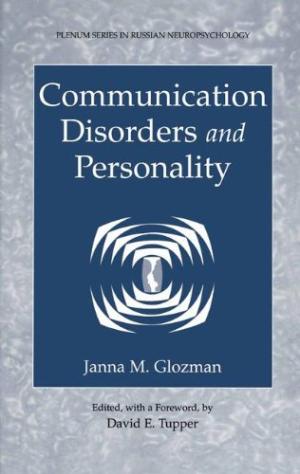 PLENUM SERIES IN RUSSIAN NEUROPSYCHOLOGY
Communication
Disorders and
Personality
Janna M. Glozman
Edited, with a Foreword, by
David E. Tupper